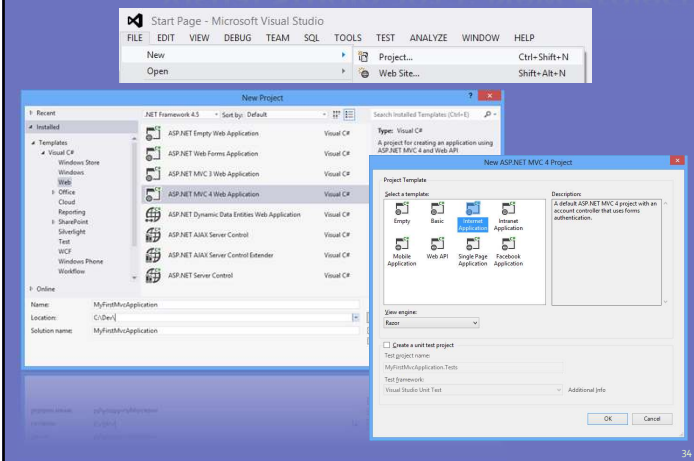 Start Page - Microsoft Visual Studio
FILE EDIT VIEW DEBUG TEAM SQL TOOLS TEST ANALYZE WINDOW HELP
New
Project... Ctrl+Shift+N
Open
Web Site... Shift+Alt+N
New Project
? ×
Recent
.NET Framework 4.5 Sort by: Default
Search Installed Templates (Ctrl+E)
Installed
Templates
Visual C#
Windows Store
Windows
Web
Office
Cloud
Reporting
SharePoint
Silverlight
Test
WCF
Windows Phone
Workflow
Online
ASP.NET Empty Web Application Visual C#
ASP.NET Web Forms Application Visual C#
ASP.NET MVC 3 Web Application Visual C#
ASP.NET MVC 4 Web Application Visual C#
ASP.NET Dynamic Data Entities Web Application Visual C#
ASP.NET AJAX Server Control Visual C#
ASP.NET AJAX Server Control Extender Visual C#
ASP.NET Server Control Visual C#
Type: Visual C#
A project for creating an application using
ASP.NET MVC 4 and Web API
Name: MyFirstMvcApplication
Location: C:\Dev\
Solution name: MyFirstMvcApplication
New ASP.NET MVC 4 Project
×
Project Template
Select a template:
Empty
Basic
Internet
Application
Intranet
Application
Mobile
Application
Web API
Single Page
Application
Facebook
Application
Description:
A default ASP.NET MVC 4 project with an
account controller that uses forms
authentication.
View engine:
Razor
Create a unit test project
Test project name:
MyFirstMvcApplication.Tests
Test framework:
Visual Studio Unit Test
Additional Info
OK Cancel
34